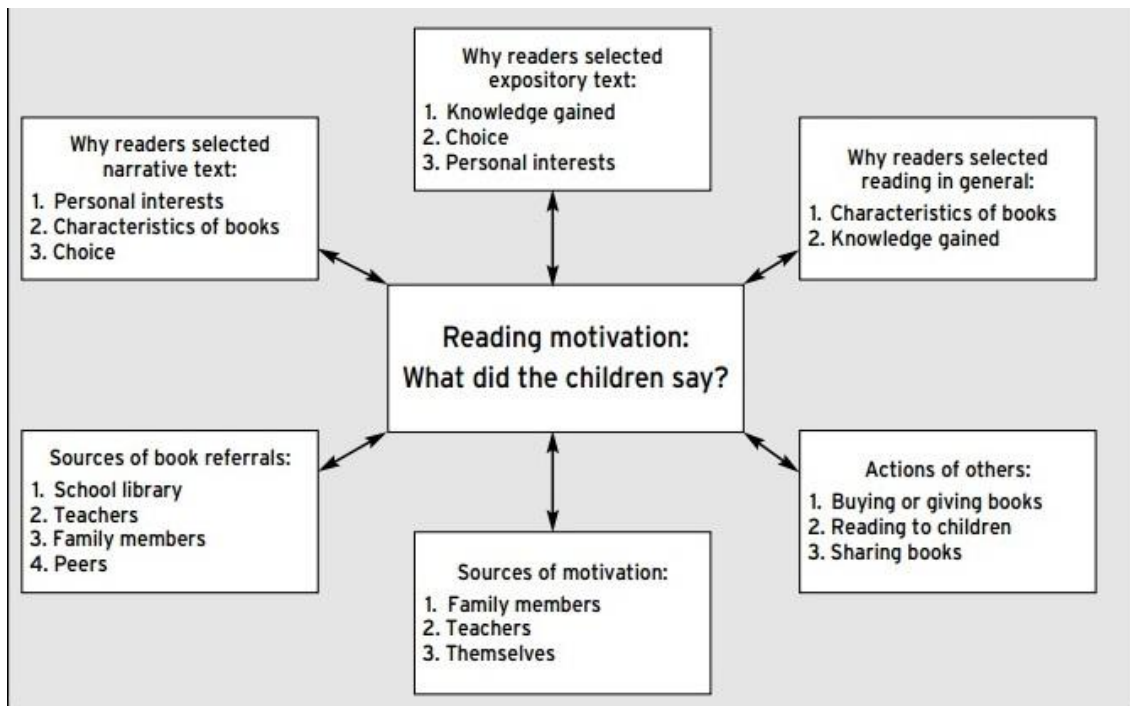 Why readers selected
expository text:
1. Knowledge gained
2. Choice
3. Personal interests
Why readers selected
narrative text:
1. Personal interests
2. Characteristics of books
3. Choice
Why readers selected
reading in general:
1. Characteristics of books
2. Knowledge gained
Reading motivation:
What did the children say?
Sources of book referrals:
1. School library
2. Teachers
3. Family members
4. Peers
Sources of motivation:
1. Family members
2. Teachers
3. Themselves
Actions of others:
1. Buying or giving books
2. Reading to children
3. Sharing books